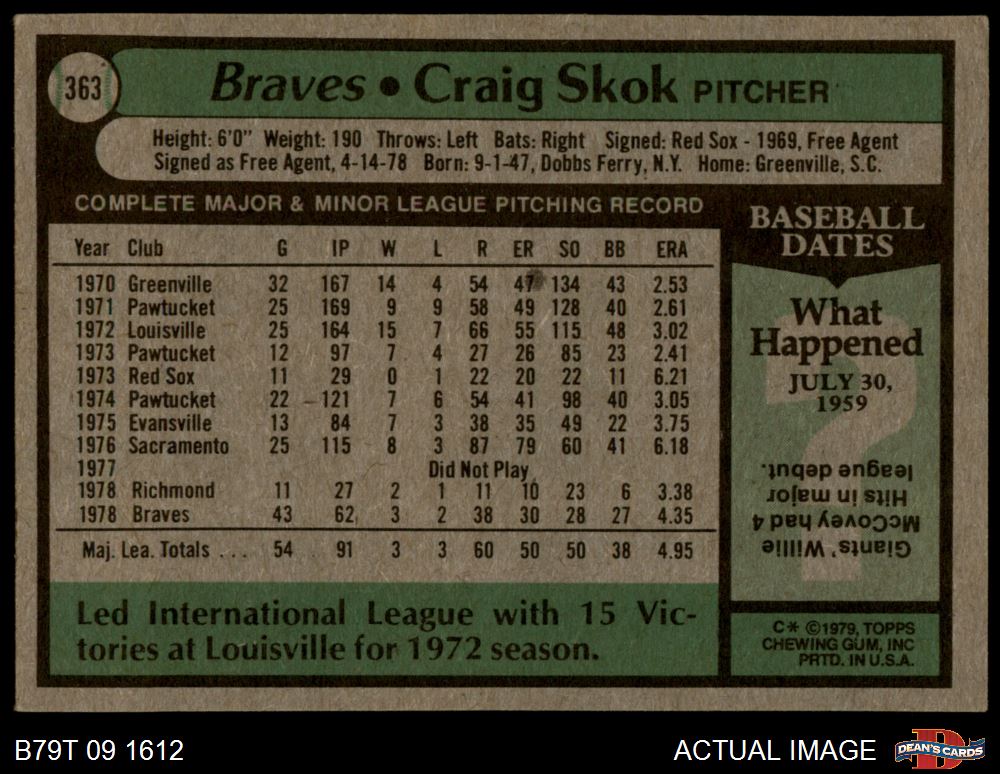 363
Braves • Craig Skok PITCHER
Height: 6'0" Weight: 190 Throws: Left Bats: Right Signed: Red Sox - 1969, Free Agent
Signed as Free Agent, 4-14-78 Born: 9-1-47, Dobbs Ferry, N.Y. Home: Greenville, S.C.
COMPLETE MAJOR & MINOR LEAGUE PITCHING RECORD
Year Club G IP W L R ER SO BB ERA
1970 Greenville 32 167 14 4 54 47 134 43 2.53
1971 Pawtucket 25 169 9 9 58 49 128 40 2.61
1972 Louisville 25 164 15 7 66 55 115 48 3.02
1973 Pawtucket 12 97 7 4 27 26 85 23 2.41
1973 Red Sox 11 29 0 1 22 20 22 11 6.21
1974 Pawtucket 22 121 7 6 54 41 98 40 3.05
1975 Evansville 13 84 7 3 38 35 49 22 3.75
1976 Sacramento 25 115 8 3 87 79 60 41 6.18
1977 Did Not Play
1978 Richmond 11 27 2 1 11 10 23 6 3.38
1978 Braves 43 62 3 2 38 30 28 27 4.35
Maj. Lea. Totals ... 54 91 3 3 60 50 50 38 4.95
Led International League with 15 Vic-
tories at Louisville for 1972 season.
BASEBALL
DATES
What
Happened
JULY 30,
1959
?
Giants' Willie
McCovey had 4
Hits in major
league debut.
C* ©1979, TOPPS
CHEWING GUM, INC
PRTD. IN U.S.A.
B79T 09 1612
ACTUAL IMAGE
D
DEAN'S CARDS